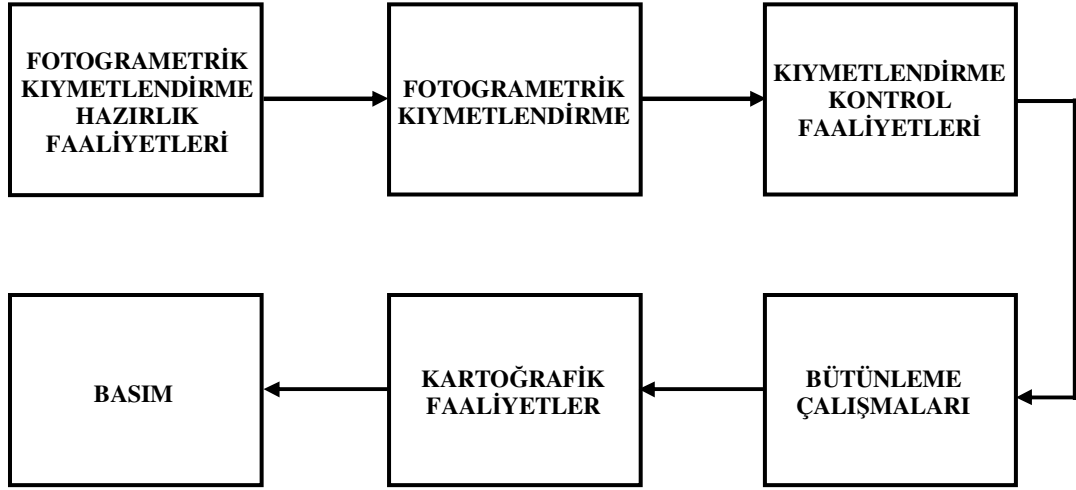 FOTOGRAMETRİK
KIYMETLENDİRME
HAZIRLIK
FAALİYETLERİ
FOTOGRAMETRİK
KIYMETLENDİRME
KIYMETLENDİRME
KONTROL
FAALİYETLERİ
BÜTÜNLEME
ÇALIŞMALARI
KARTOĞRAFİK
FAALİYETLER
BASIM